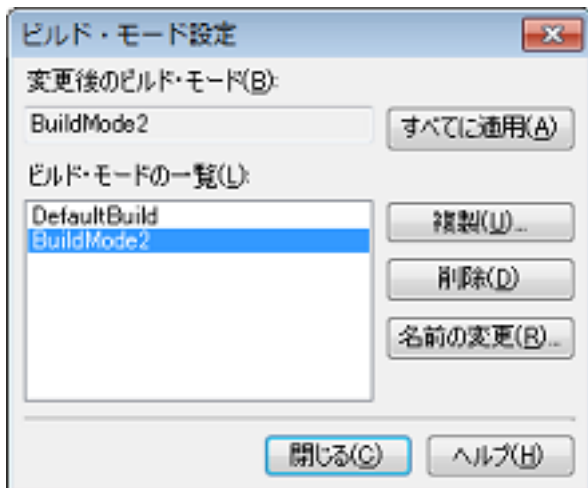 ビルド・モード設定
変更後のビルド・モード(B):
BuildMode2
すべてに適用(A)
ビルド・モードの一覧(L):
DefaultBuild
BuildMode2
複製(U)...
削除(D)
名前の変更(R)...
閉じる(C)
ヘルプ(H)